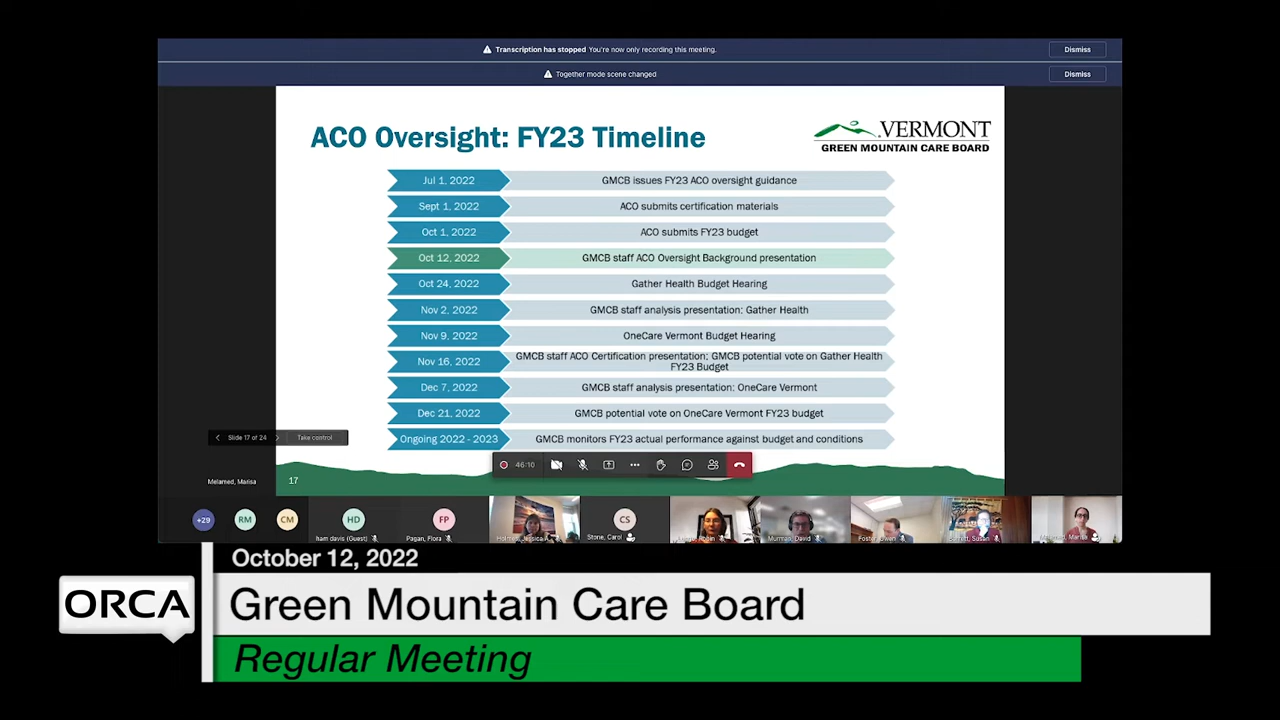 Transcription has stopped You're now only recording this meeting.
Dismiss
Together mode scene changed
Dismiss
ACO Oversight: FY23 Timeline
VERMONT
GREEN MOUNTAIN CARE BOARD
Jul 1, 2022 GMCB issues FY23 ACO oversight guidance
Sept 1, 2022 ACO submits certification materials
Oct 1, 2022 ACO submits FY23 budget
Oct 12, 2022 GMCB staff ACO Oversight Background presentation
Oct 24, 2022 Gather Health Budget Hearing
Nov 2, 2022 GMCB staff analysis presentation: Gather Health
Nov 9, 2022 OneCare Vermont Budget Hearing
Nov 16, 2022 GMCB staff ACO Certification presentation; GMCB potential vote on Gather Health
FY23 Budget
Dec 7, 2022 GMCB staff analysis presentation: OneCare Vermont
Dec 21, 2022 GMCB potential vote on OneCare Vermont FY23 budget
Ongoing 2022 - 2023 GMCB monitors FY23 actual performance against budget and conditions
Slide 17 of 24 Take control
46:10
Melamed, Marisa
17
+29
RM
CM
HD
FP
CS
ham davis (Guest)
Pagan, Flora
Stone, Carol
Murman, David
October 12, 2022
ORCA
Green Mountain Care Board
Regular Meeting